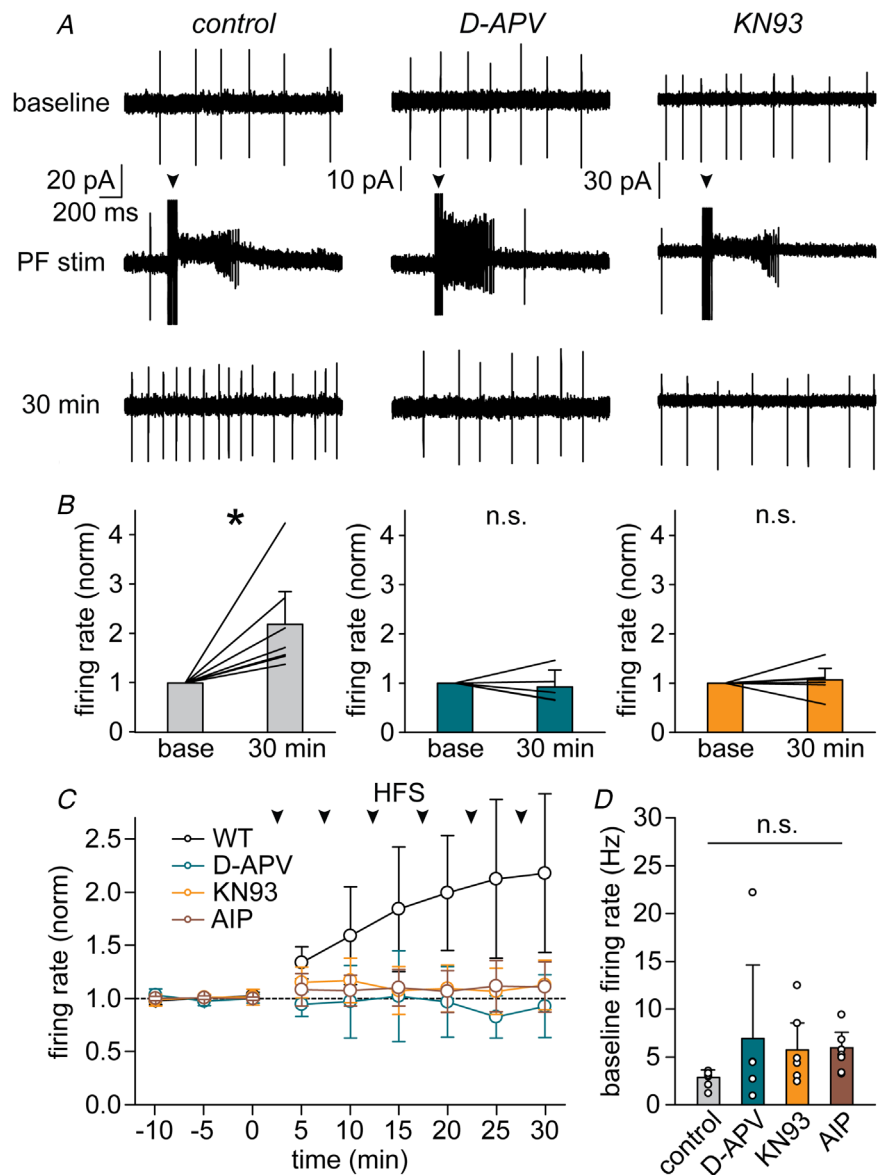 A control D-APV KN93
baseline
20 pA
200 ms
10 pA
30 pA
PF stim
30 min
B
* n.s. n.s.
firing rate (norm)
4
3
2
1
0
base 30 min
firing rate (norm)
4
3
2
1
0
base 30 min
firing rate (norm)
4
3
2
1
0
base 30 min
C
HFS
WT
D-APV
KN93
AIP
firing rate (norm)
2.5
2.0
1.5
1.0
0.5
0.0
-10 -5 0 5 10 15 20 25 30
time (min)
D
n.s.
baseline firing rate (Hz)
30
25
20
15
10
5
0
control D-APV KN93 AIP